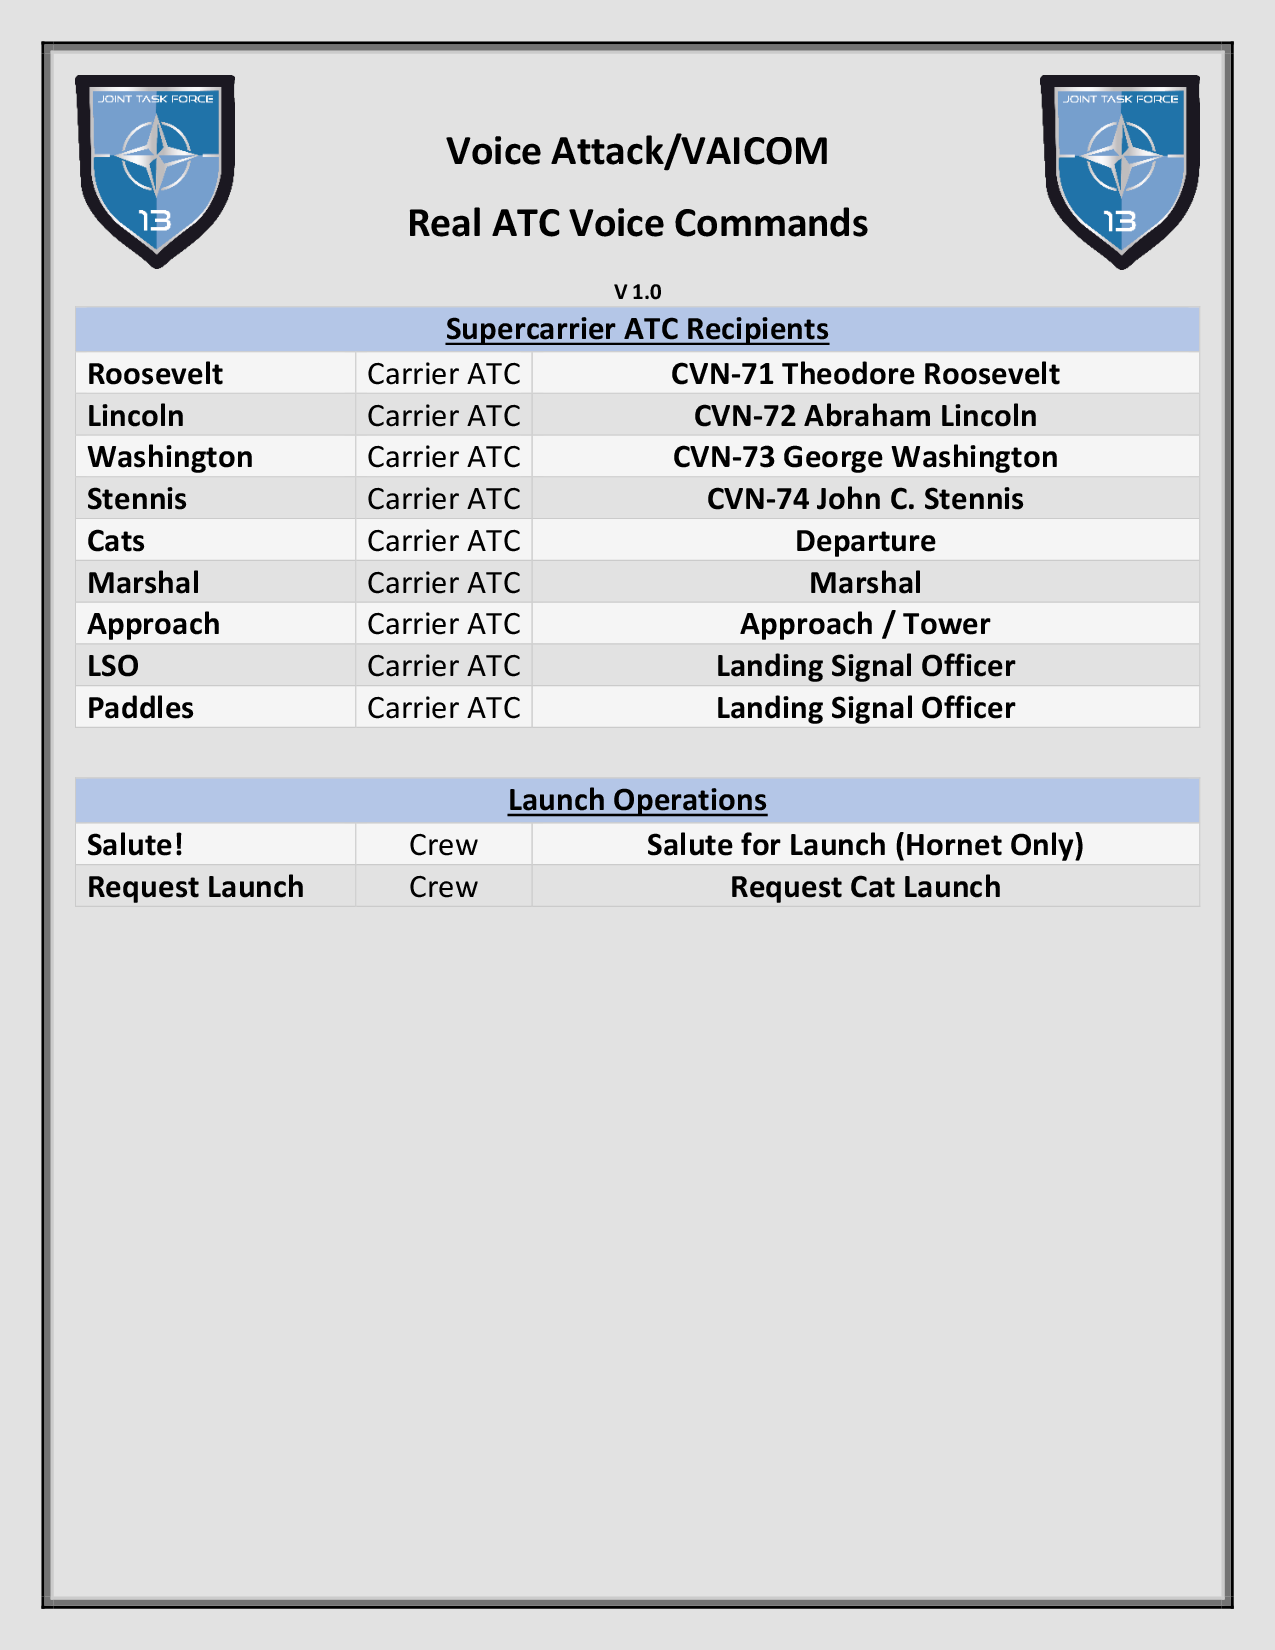 JOINT TASK FORCE
13
JOINT TASK FORCE
13
Voice Attack/VAICOM
Real ATC Voice Commands
V 1.0
Supercarrier ATC Recipients
Roosevelt Carrier ATC CVN-71 Theodore Roosevelt
Lincoln Carrier ATC CVN-72 Abraham Lincoln
Washington Carrier ATC CVN-73 George Washington
Stennis Carrier ATC CVN-74 John C. Stennis
Cats Carrier ATC Departure
Marshal Carrier ATC Marshal
Approach Carrier ATC Approach / Tower
LSO Carrier ATC Landing Signal Officer
Paddles Carrier ATC Landing Signal Officer
Launch Operations
Salute! Crew Salute for Launch (Hornet Only)
Request Launch Crew Request Cat Launch